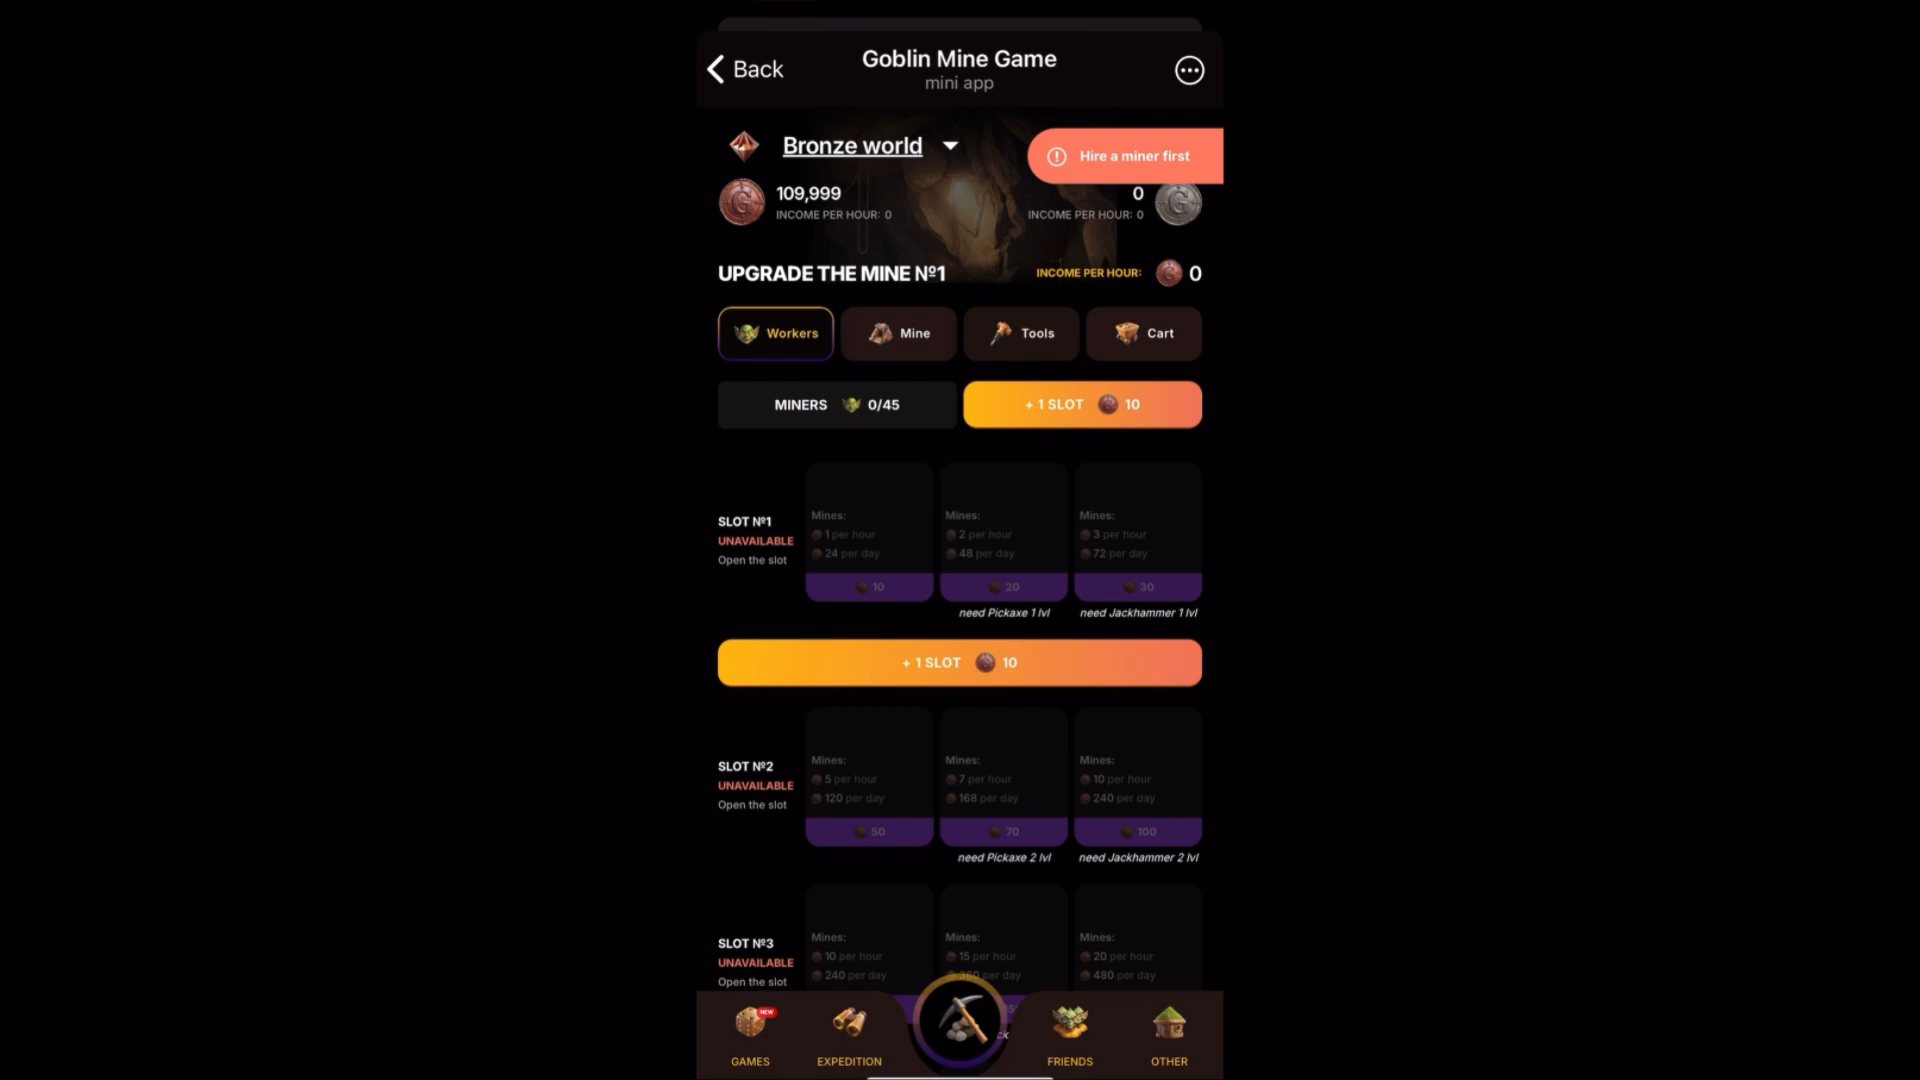 Back
Goblin Mine Game
mini app
Bronze world
Hire a miner first
109,999
INCOME PER HOUR: 0
0
INCOME PER HOUR: 0
UPGRADE THE MINE Nº1
INCOME PER HOUR: 0
Workers
Mine
Tools
Cart
MINERS 0/45
+ 1 SLOT 10
SLOT Nº1
UNAVAILABLE
Open the slot
Mines:
1 per hour
24 per day
10
Mines:
2 per hour
48 per day
20
need Pickaxe 1 lvl
Mines:
3 per hour
72 per day
30
need Jackhammer 1 lvl
+ 1 SLOT 10
SLOT Nº2
UNAVAILABLE
Open the slot
Mines:
5 per hour
120 per day
50
Mines:
7 per hour
168 per day
70
need Pickaxe 2 lvl
Mines:
10 per hour
240 per day
100
need Jackhammer 2 lvl
SLOT Nº3
UNAVAILABLE
Open the slot
Mines:
10 per hour
240 per day
Mines:
15 per hour
360 per day
Mines:
20 per hour
480 per day
NEW
GAMES
EXPEDITION
FRIENDS
OTHER